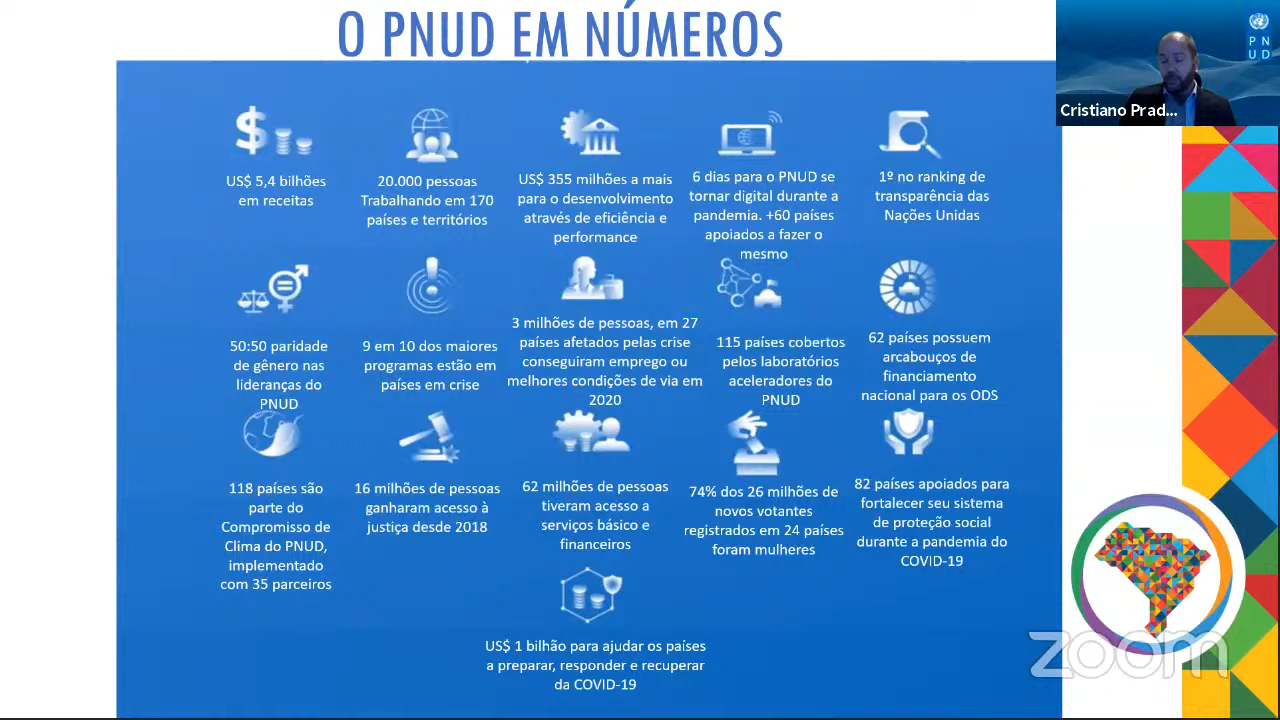 O PNUD EM NÚMEROS
P N
U D
Cristiano Prad...
US$ 5,4 bilhões
em receitas
20.000 pessoas
Trabalhando em 170
países e territórios
US$ 355 milhões a mais
para o desenvolvimento
através de eficiência e
performance
6 dias para o PNUD se
tornar digital durante a
pandemia. +60 países
apoiados a fazer o
mesmo
1º no ranking de
transparência das
Nações Unidas
50:50 paridade
de gênero nas
lideranças do
PNUD
9 em 10 dos maiores
programas estão em
países em crise
3 milhões de pessoas, em 27
países afetados pelas crise
conseguiram emprego ou
melhores condições de via em
2020
115 países cobertos
pelos laboratórios
aceleradores do
PNUD
62 países possuem
arcabouços de
financiamento
nacional para os ODS
118 países são
parte do
Compromisso de
Clima do PNUD,
implementado
com 35 parceiros
16 milhões de pessoas
ganharam acesso à
justiça desde 2018
62 milhões de pessoas
tiveram acesso a
serviços básico e
financeiros
74% dos 26 milhões de
novos votantes
registrados em 24 países
foram mulheres
82 países apoiados para
fortalecer seu sistema
de proteção social
durante a pandemia do
COVID-19
US$ 1 bilhão para ajudar os países
a preparar, responder e recuperar
da COVID-19
zoom